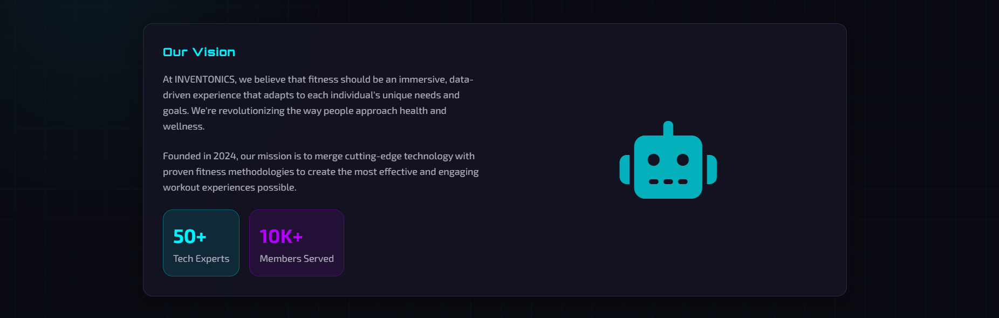 Our Vision
At INVENTONICS, we believe that fitness should be an immersive, data-
driven experience that adapts to each individual's unique needs and
goals. We're revolutionizing the way people approach health and
wellness.
Founded in 2024, our mission is to merge cutting-edge technology with
proven fitness methodologies to create the most effective and engaging
workout experiences possible.
50+
Tech Experts
10K+
Members Served